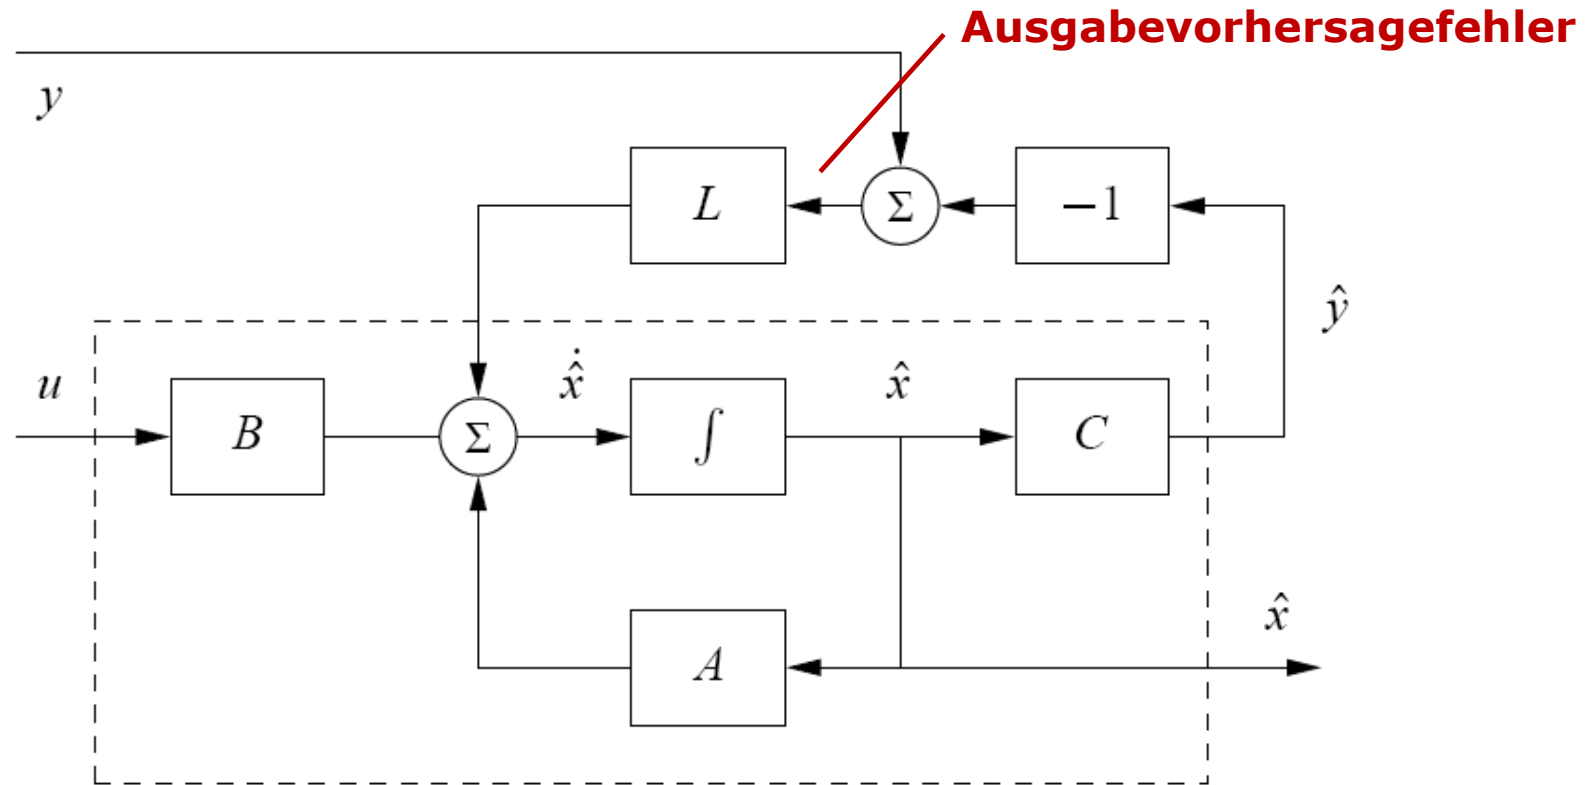 Ausgabevorhersagefehler
y
L
Σ
−1
ŷ
u
B
Σ
x̂̇
∫
x̂
C
x̂
A